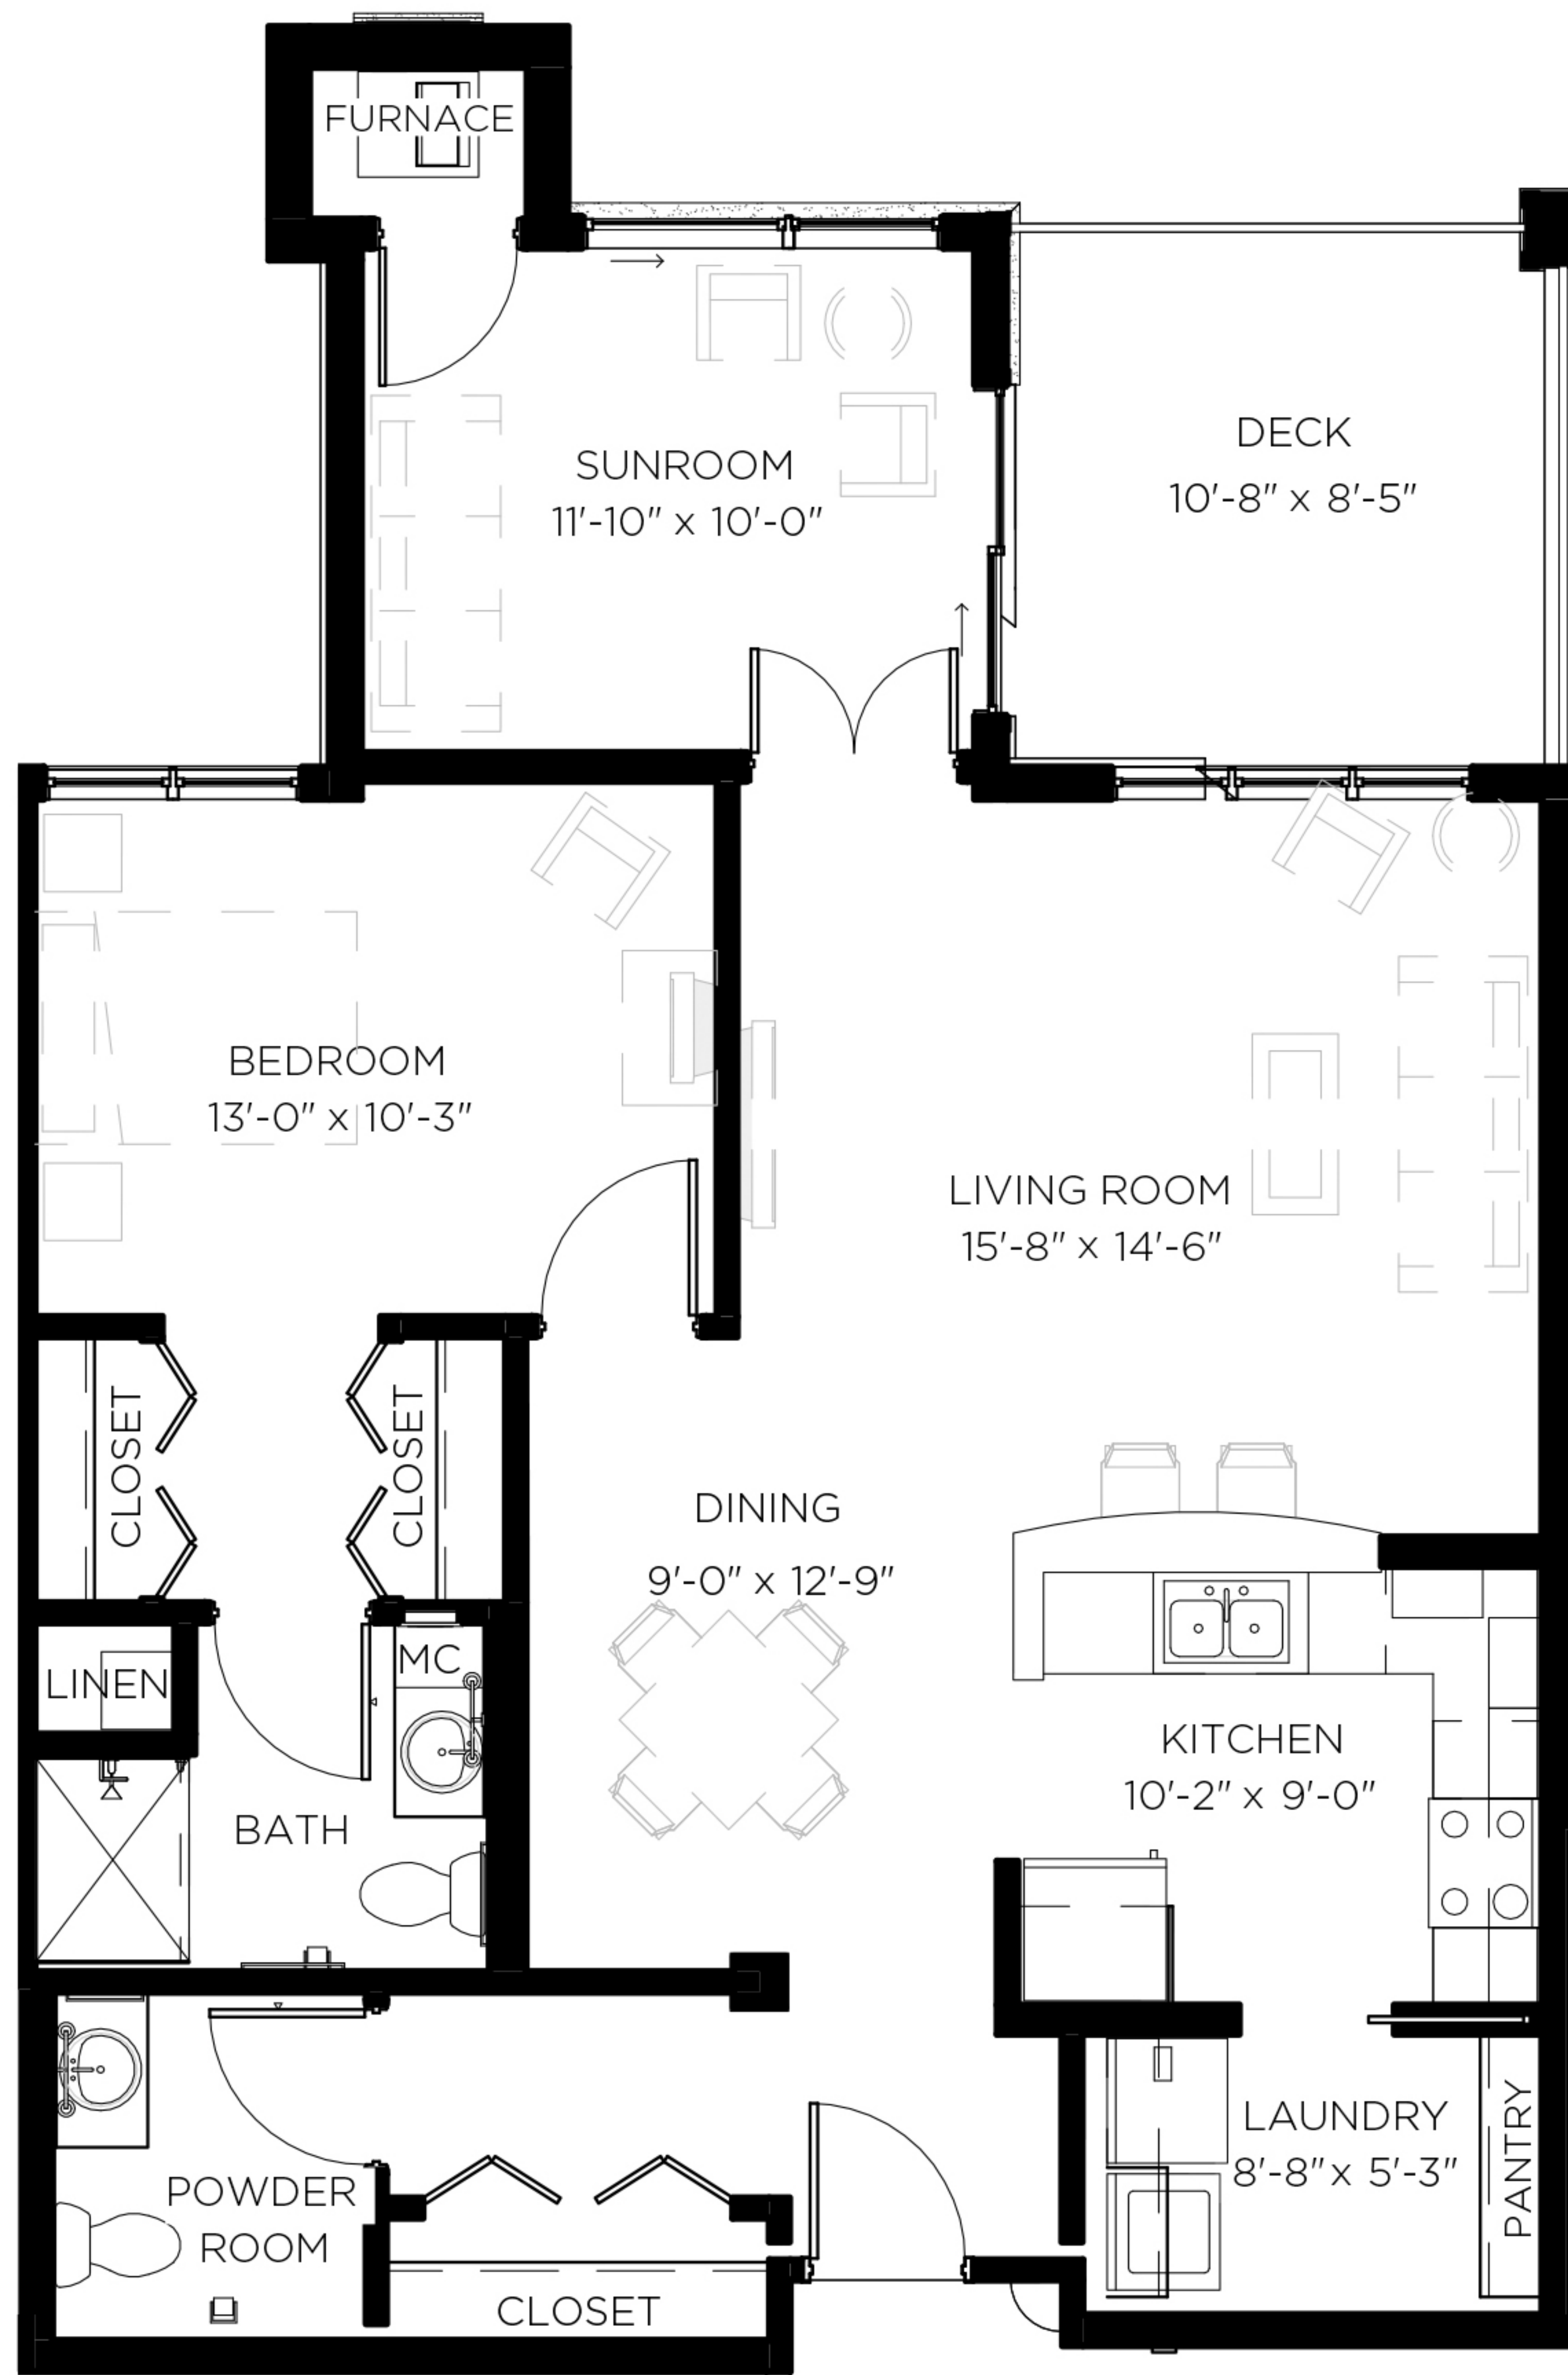 FURNACE
SUNROOM
11'-10" x 10'-0"
DECK
10'-8" x 8'-5"
BEDROOM
13'-0" x 10'-3"
LIVING ROOM
15'-8" x 14'-6"
CLOSET
CLOSET
DINING
9'-0" x 12'-9"
LINEN
MC
KITCHEN
10'-2" x 9'-0"
BATH
LAUNDRY
8'-8" x 5'-3"
PANTRY
POWDER
ROOM
CLOSET